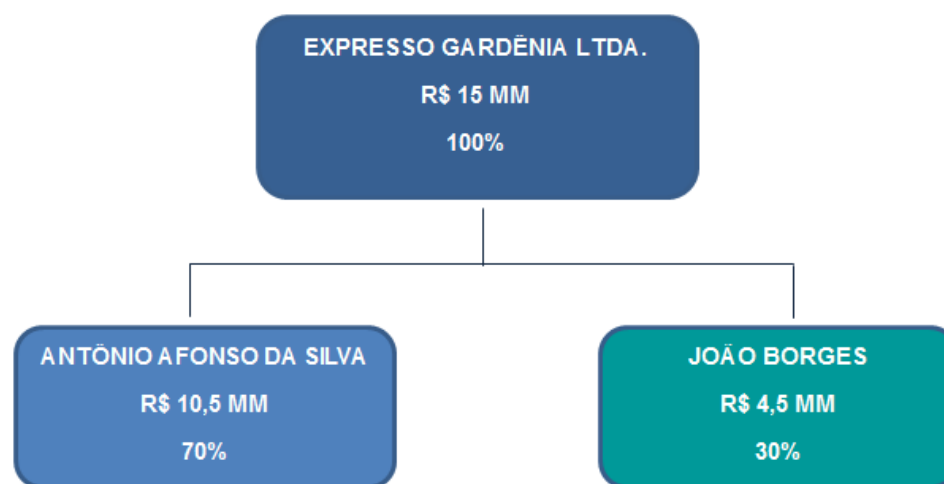 EXPRESSO GARDÊNIA LTDA.
R$ 15 MM
100%
ANTÔNIO AFONSO DA SILVA
R$ 10,5 MM
70%
JOÃO BORGES
R$ 4,5 MM
30%